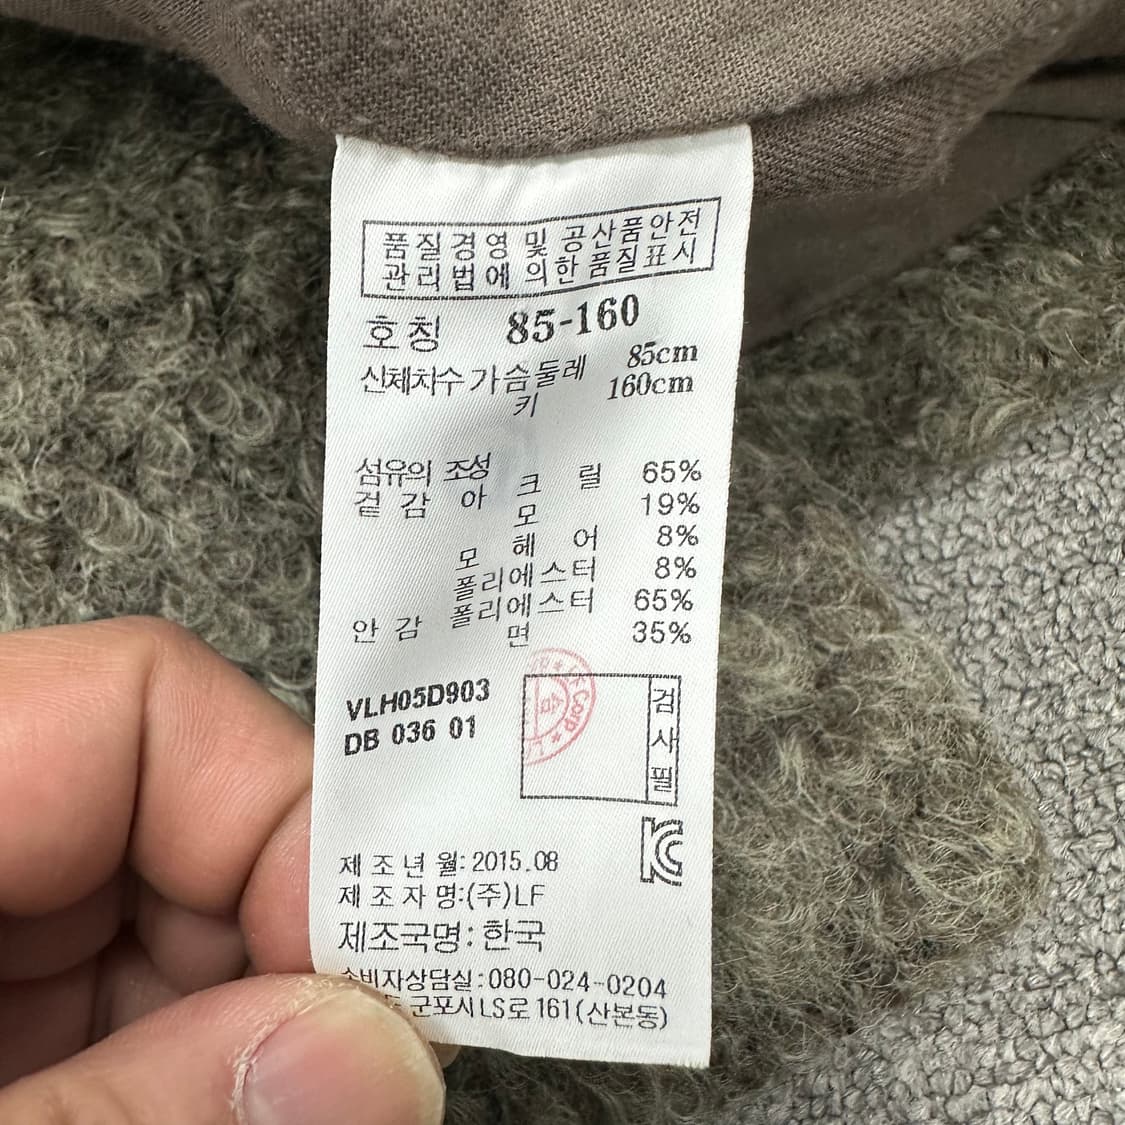 품질경영 및 공산품안전
관리법에 의한 품질표시
호칭 85-160
신체치수 가슴둘레 85cm
키 160cm
섬유의 조성
겉감 아크릴 65%
모 19%
모헤어 8%
폴리에스터 8%
안감 폴리에스터 65%
면 35%
VLH05D903
DB 036 01
검사필
Corp
KC
제조년월:2015.08
제조자명:(주)LF
제조국명:한국
소비자상담실:080-024-0204
군포시LS로 161(산본동)